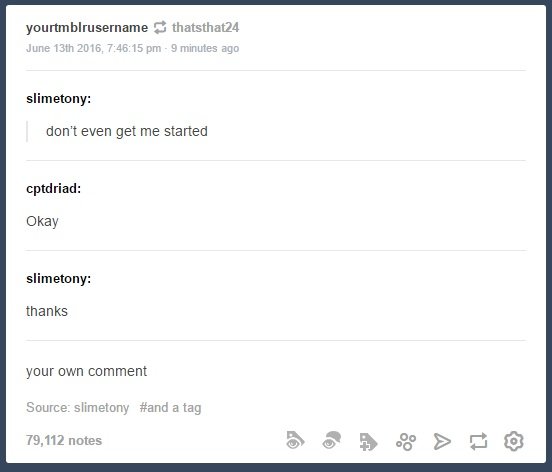 yourtmblrusername thatsthat24
June 13th 2016, 7:46:15 pm · 9 minutes ago
slimetony:
don't even get me started
cptdriad:
Okay
slimetony:
thanks
your own comment
Source: slimetony #and a tag
79,112 notes